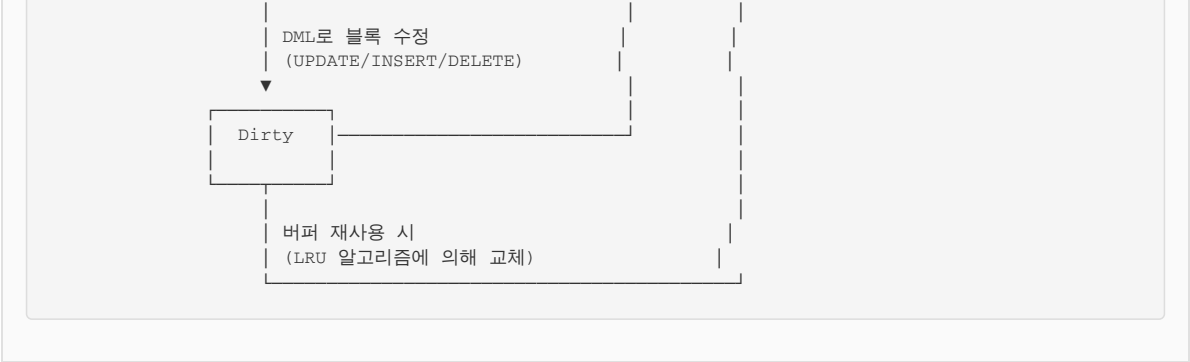 DML로 블록 수정
(UPDATE/INSERT/DELETE)
Dirty
버퍼 재사용 시
(LRU 알고리즘에 의해 교체)